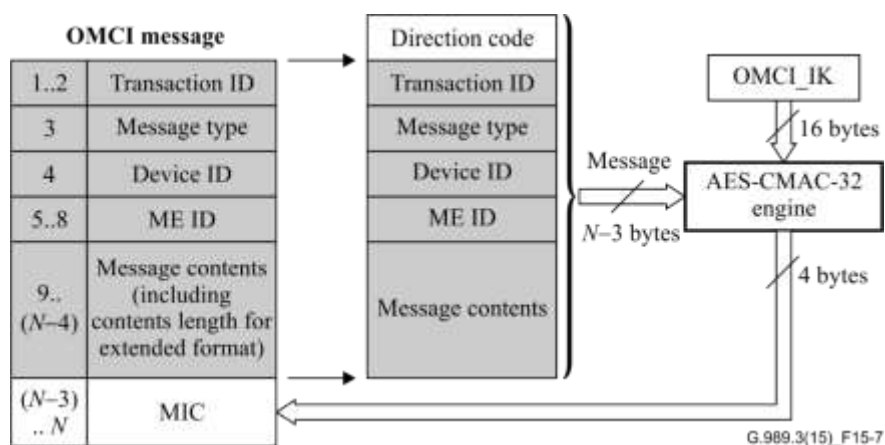 OMCI message
1..2 Transaction ID
3 Message type
4 Device ID
5..8 ME ID
9..
(N–4)
Message contents
(including
contents length for
extended format)
(N–3)
.. N
MIC
Direction code
Transaction ID
Message type
Device ID
ME ID
Message contents
Message
N–3 bytes
OMCI_IK
16 bytes
AES-CMAC-32
engine
4 bytes
G.989.3(15)_F15-7